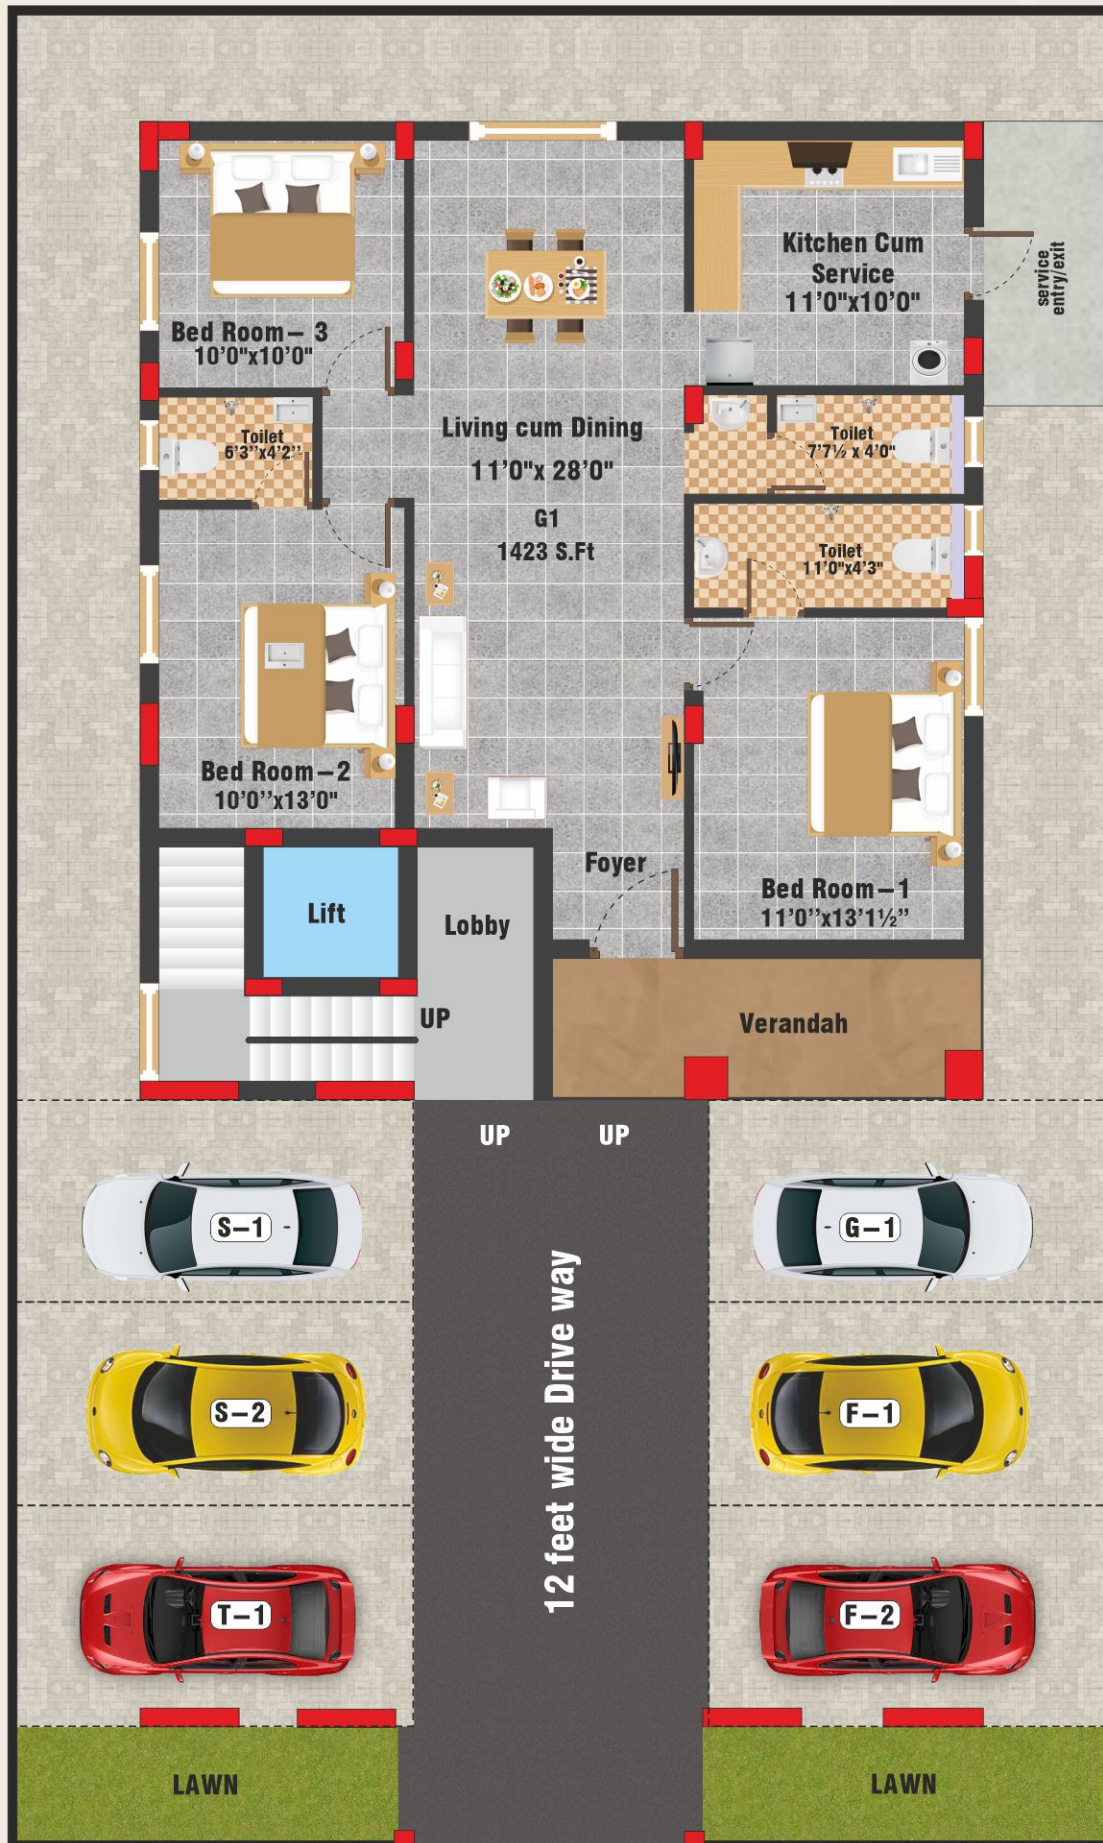 Kitchen Cum
Service
11'0"x10'0"
service
entry/exit
Bed Room – 3
10'0"x10'0"
Toilet
6'3''x4'2''
Living cum Dining
11'0"x 28'0"
G1
1423 S.Ft
Toilet
7'7½ x 4'0"
Toilet
11'0"x4'3"
Bed Room – 2
10'0''x13'0"
Foyer
Bed Room – 1
11'0''x13'1½''
Lift
Lobby
UP
Verandah
UP
UP
S–1
G–1
12 feet wide Drive way
S–2
F–1
T–1
F–2
LAWN
LAWN